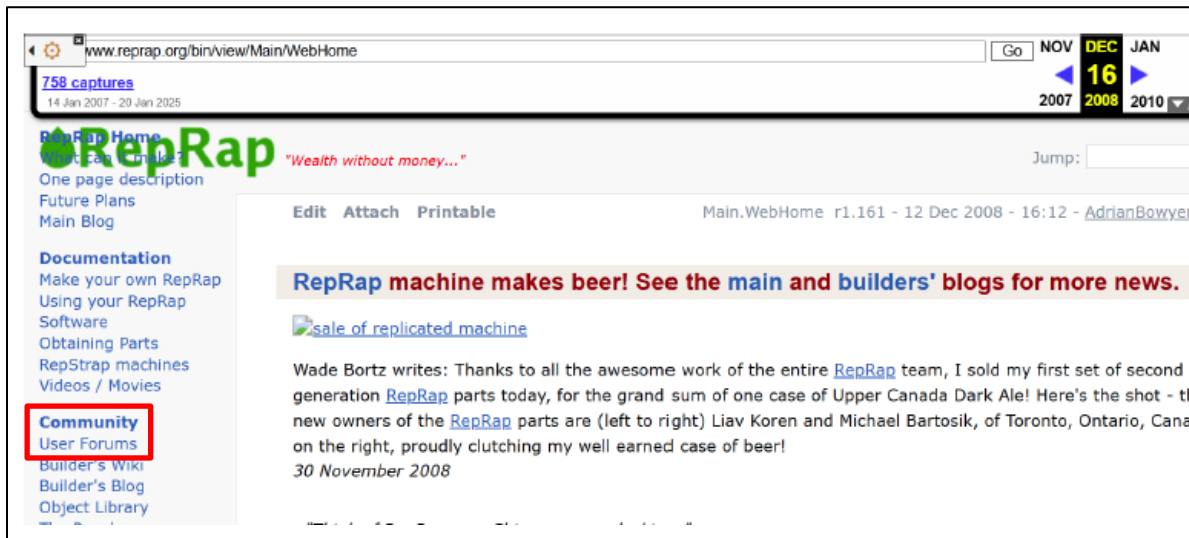 www.reprap.org/bin/view/Main/WebHome
Go
NOV DEC JAN
16
2007 2008 2010
758 captures
14 Jan 2007 - 20 Jan 2025
RepRap
"Wealth without money..."
Jump:
RepRap Home
What can it make?
One page description
Future Plans
Main Blog
Documentation
Make your own RepRap
Using your RepRap
Software
Obtaining Parts
RepStrap machines
Videos / Movies
Community
User Forums
Builder's Wiki
Builder's Blog
Object Library
Edit Attach Printable
Main.WebHome r1.161 - 12 Dec 2008 - 16:12 - AdrianBowyer
RepRap machine makes beer! See the main and builders' blogs for more news.
sale of replicated machine
Wade Bortz writes: Thanks to all the awesome work of the entire RepRap team, I sold my first set of second
generation RepRap parts today, for the grand sum of one case of Upper Canada Dark Ale! Here's the shot -
new owners of the RepRap parts are (left to right) Liav Koren and Michael Bartosik, of Toronto, Ontario,
on the right, proudly clutching my well earned case of beer!
30 November 2008